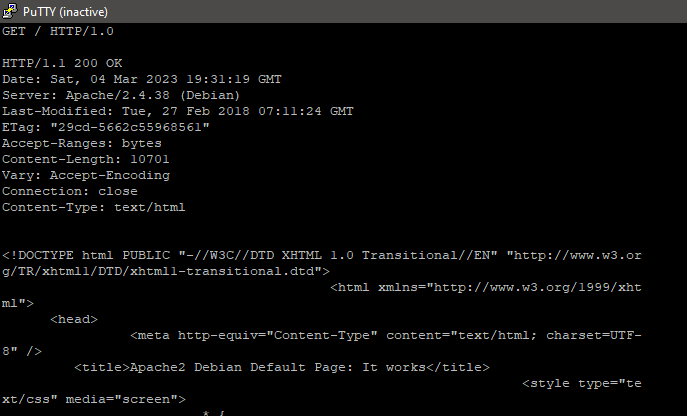 PuTTY (inactive)
GET / HTTP/1.0
HTTP/1.1 200 OK
Date: Sat, 04 Mar 2023 19:31:19 GMT
Server: Apache/2.4.38 (Debian)
Last-Modified: Tue, 27 Feb 2018 07:11:24 GMT
ETag: "29cd-5662c55968561"
Accept-Ranges: bytes
Content-Length: 10701
Vary: Accept-Encoding
Connection: close
Content-Type: text/html
<!DOCTYPE html PUBLIC "-//W3C//DTD XHTML 1.0 Transitional//EN" "http://www.w3.or
g/TR/xhtml1/DTD/xhtml1-transitional.dtd">
<html xmlns="http://www.w3.org/1999/xht
ml">
<head>
<meta http-equiv="Content-Type" content="text/html; charset=UTF-
8" />
<title>Apache2 Debian Default Page: It works</title>
<style type="te
xt/css" media="screen">
* {